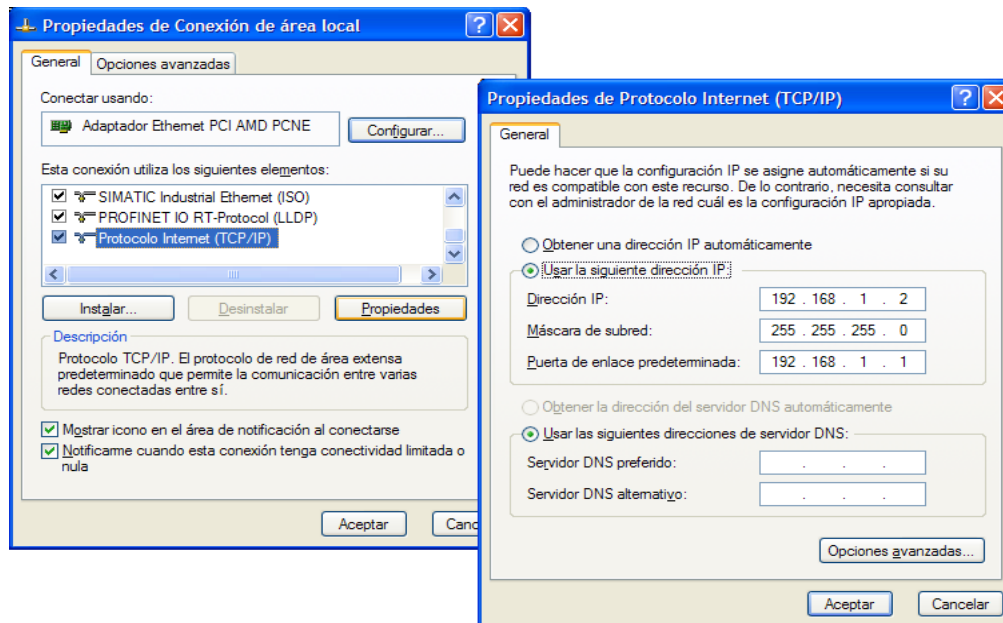 Propiedades de Conexión de área local
General
Opciones avanzadas
Conectar usando:
Adaptador Ethernet PCI AMD PCNE
Configurar...
Esta conexión utiliza los siguientes elementos:
SIMATIC Industrial Ethernet (ISO)
PROFINET IO RT-Protocol (LLDP)
Protocolo Internet (TCP/IP)
Instalar...
Desinstalar
Propiedades
Descripción
Protocolo TCP/IP. El protocolo de red de área extensa
predeterminado que permite la comunicación entre varias
redes conectadas entre sí.
Mostrar icono en el área de notificación al conectarse
Notificarme cuando esta conexión tenga conectividad limitada o
nula
Aceptar
Canc
Propiedades de Protocolo Internet (TCP/IP)
General
Puede hacer que la configuración IP se asigne automáticamente si su
red es compatible con este recurso. De lo contrario, necesita consultar
con el administrador de la red cuál es la configuración IP apropiada.
Obtener una dirección IP automáticamente
Usar la siguiente dirección IP:
Dirección IP: 192 . 168 . 1 . 2
Máscara de subred: 255 . 255 . 255 . 0
Puerta de enlace predeterminada: 192 . 168 . 1 . 1
Obtener la dirección del servidor DNS automáticamente
Usar las siguientes direcciones de servidor DNS:
Servidor DNS preferido: . . .
Servidor DNS alternativo: . . .
Opciones avanzadas...
Aceptar
Cancelar